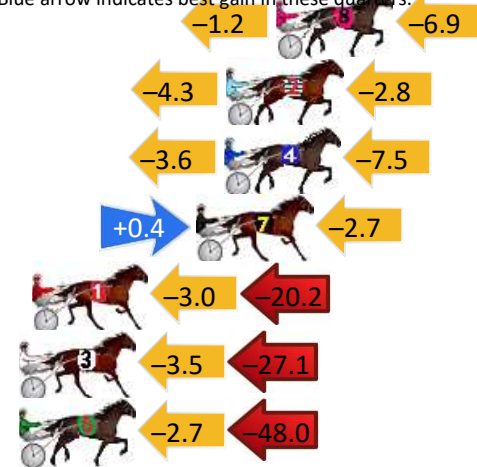 Blue arrow indicates best gain in these quarters.
–1.2 8 –6.9
–4.3 2 –2.8
–3.6 4 –7.5
+0.4 7 –2.7
1 –3.0 –20.2
3 –3.5 –27.1
–2.7 –48.0